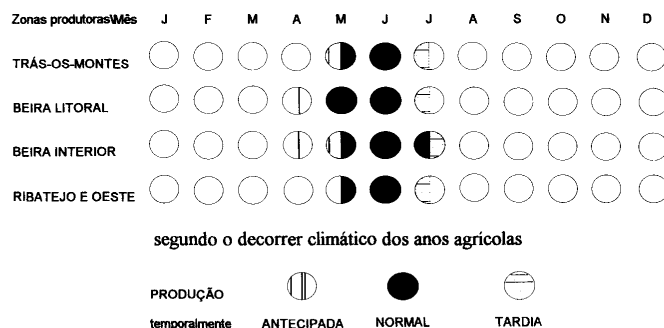 Zonas produtoras\Mês J F M A M J J A S O N D
TRÁS-OS-MONTES
BEIRA LITORAL
BEIRA INTERIOR
RIBATEJO E OESTE
segundo o decorrer climático dos anos agrícolas
PRODUÇÃO
temporalmente ANTECIPADA NORMAL TARDIA